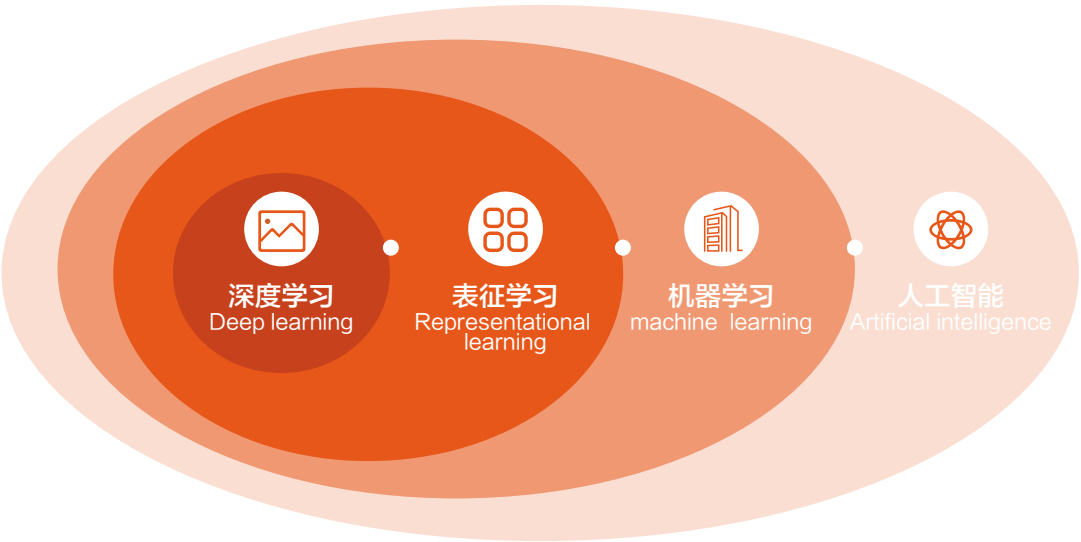 深度学习
Deep learning
表征学习
Representational
learning
机器学习
machine learning
人工智能
Artificial intelligence